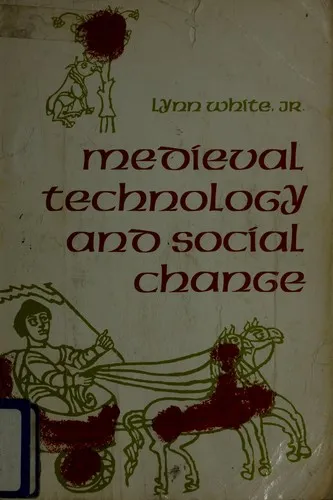 Lynn White, JR.
medieval
technology
and social
change